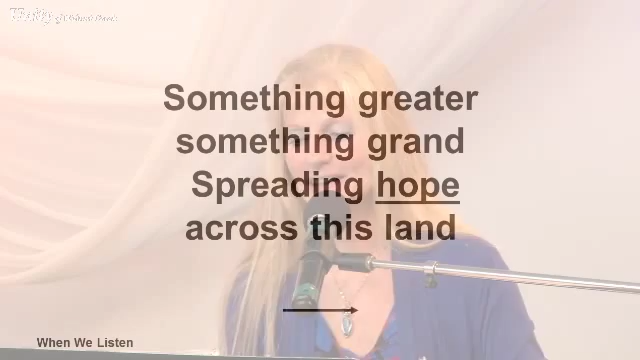 Something greater
something grand
Spreading hope
across this land
When We Listen